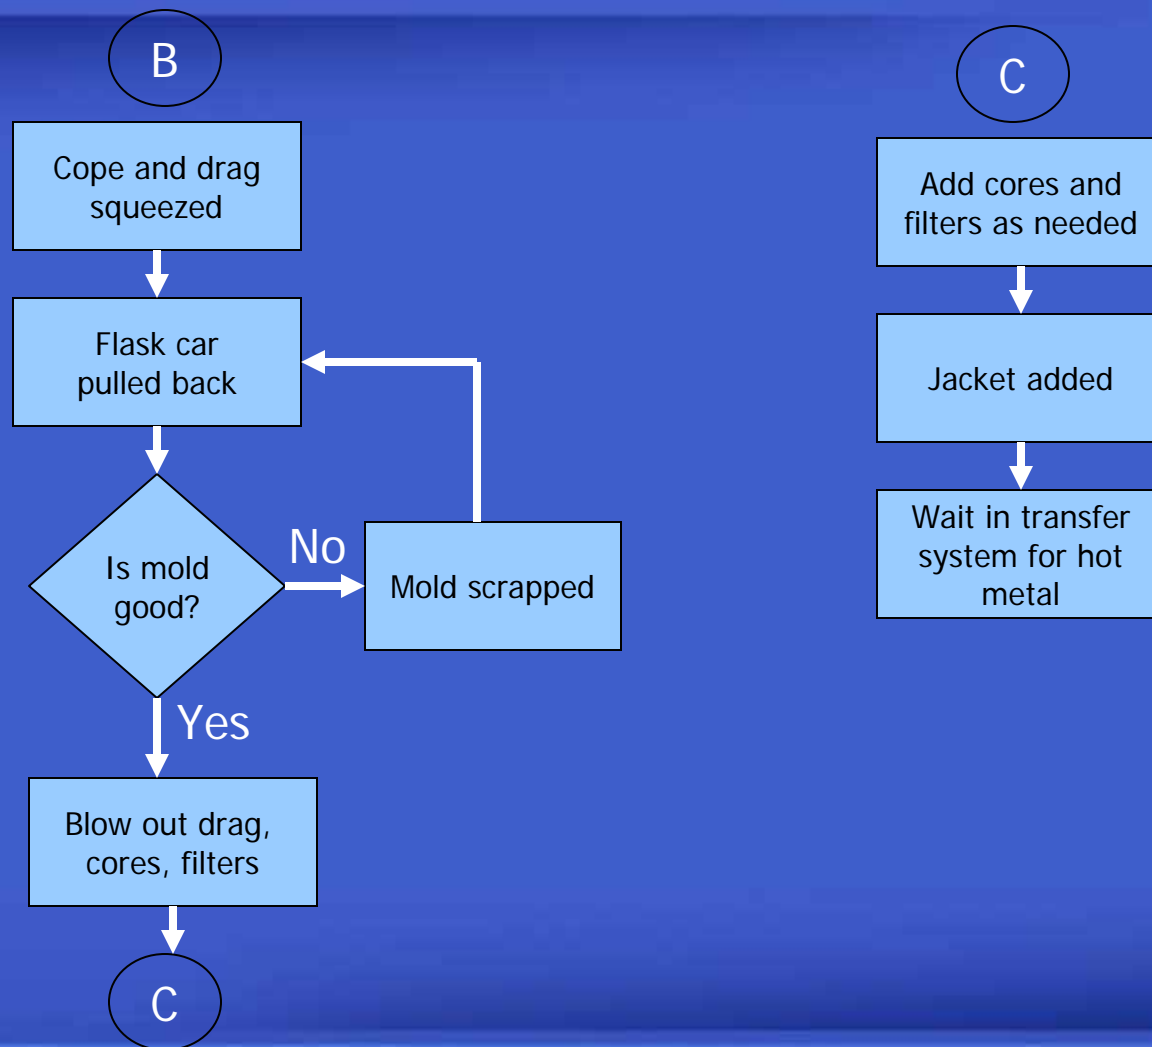 B
Cope and drag
squeezed
Flask car
pulled back
Is mold
good?
No
Mold scrapped
Yes
Blow out drag,
cores, filters
C
C
Add cores and
filters as needed
Jacket added
Wait in transfer
system for hot
metal